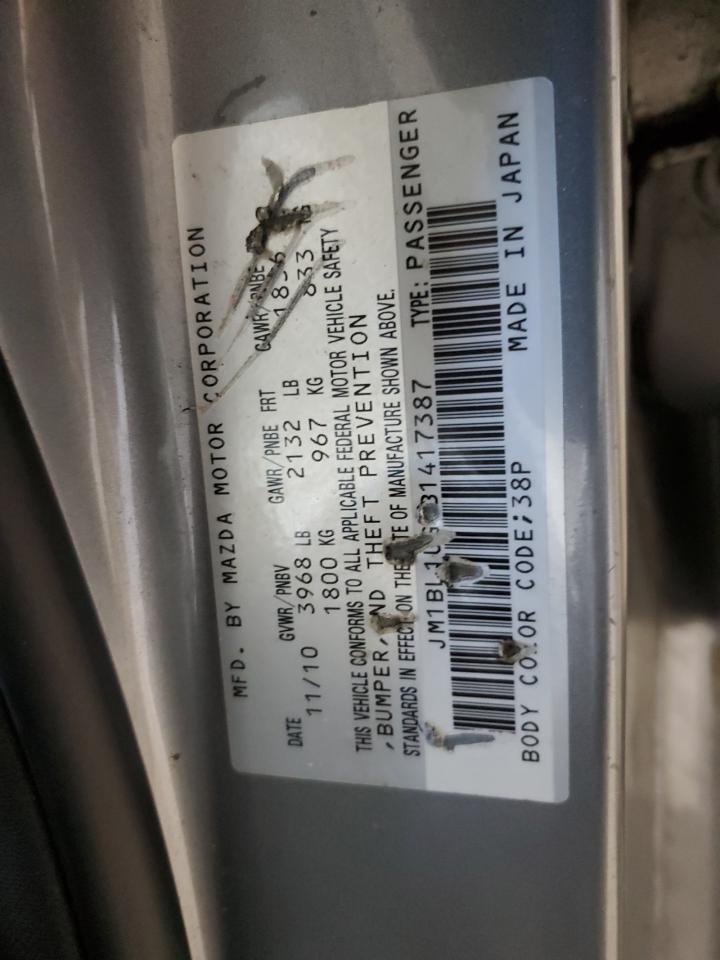 MFD. BY MAZDA MOTOR CORPORATION
DATE GVWR/PNBV GAWR/PNBE FRT GAWR/PNBE
11/10 3968 LB 2132 LB
1800 KG 967 KG 833
THIS VEHICLE CONFORMS TO ALL APPLICABLE FEDERAL MOTOR VEHICLE SAFETY
, BUMPER, AND THEFT PREVENTION
STANDARDS IN EFFECT ON THE DATE OF MANUFACTURE SHOWN ABOVE.
TYPE: PASSENGER
BODY COLOR CODE;38P MADE IN JAPAN